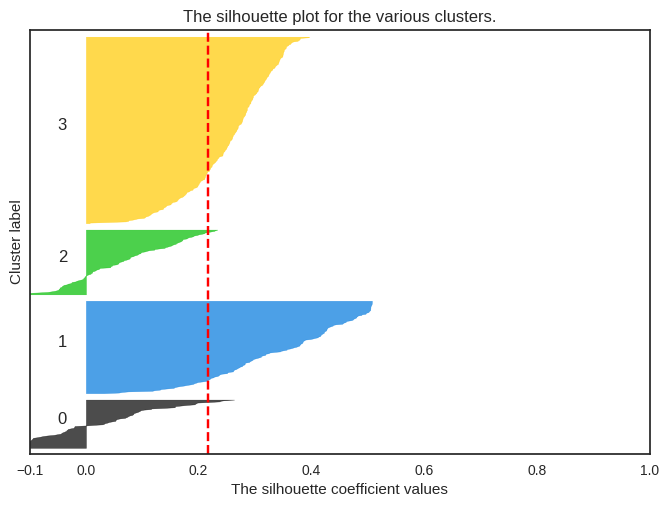 The silhouette plot for the various clusters.
3
2
1
0
Cluster label
−0.1 0.0 0.2 0.4 0.6 0.8 1.0
The silhouette coefficient values